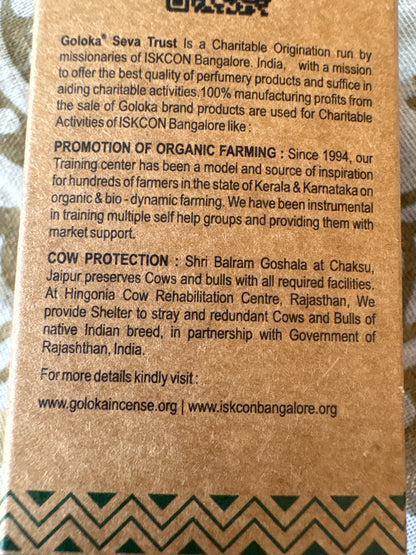 Goloka® Seva Trust Is a Charitable Origination run by
missionaries of ISKCON Bangalore. India, with a mission
to offer the best quality of perfumery products and suffice in
aiding charitable activities.100% manufacturing profits from
the sale of Goloka brand products are used for Charitable
Activities of ISKCON Bangalore like :
PROMOTION OF ORGANIC FARMING : Since 1994, our
Training center has been a model and source of inspiration
for hundreds of farmers in the state of Kerala & Karnataka on
organic & bio - dynamic farming. We have been instrumental
in training multiple self help groups and providing them with
market support.
COW PROTECTION : Shri Balram Goshala at Chaksu,
Jaipur preserves Cows and bulls with all required facilities.
At Hingonia Cow Rehabilitation Centre, Rajasthan, We
provide Shelter to stray and redundant Cows and Bulls of
native Indian breed, in partnership with Government of
Rajashthan, India.
For more details kindly visit :
www.golokaincense.org | www.iskconbangalore.org